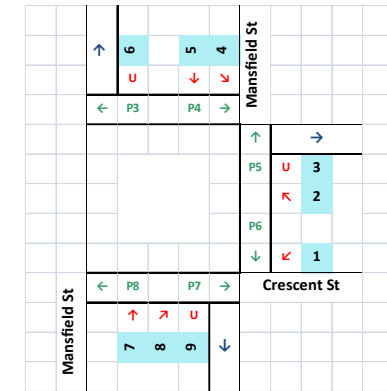 Mansfield St
6 5 4
U
P3 P4
P5 U 3
2
P6
1
P8 P7
Crescent St
Mansfield St
U
7 8 9